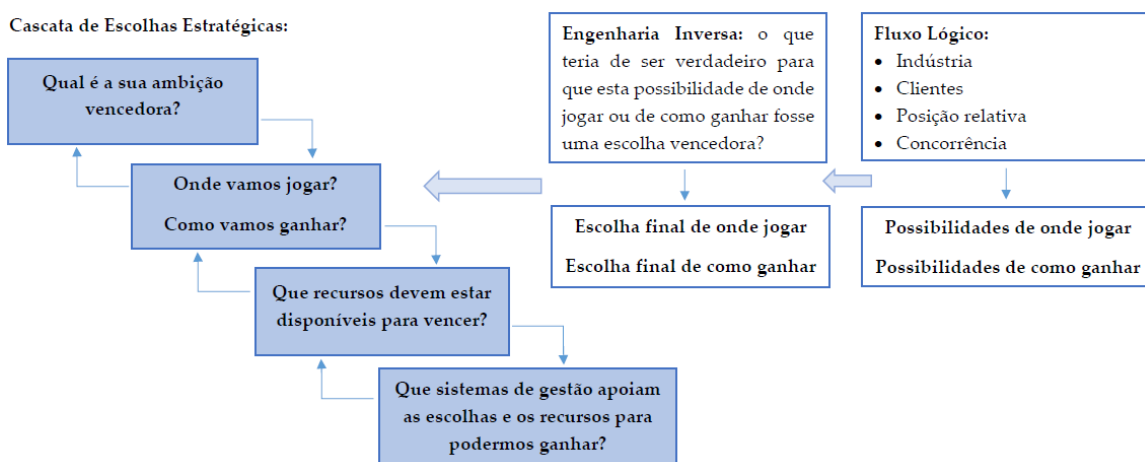 Cascata de Escolhas Estratégicas:
Qual é a sua ambição
vencedora?
Onde vamos jogar?
Como vamos ganhar?
Que recursos devem estar
disponíveis para vencer?
Que sistemas de gestão apoiam
as escolhas e os recursos para
podermos ganhar?
Engenharia Inversa: o que
teria de ser verdadeiro para
que esta possibilidade de onde
jogar ou de como ganhar fosse
uma escolha vencedora?
Escolha final de onde jogar
Escolha final de como ganhar
Fluxo Lógico:
• Indústria
• Clientes
• Posição relativa
• Concorrência
Possibilidades de onde jogar
Possibilidades de como ganhar